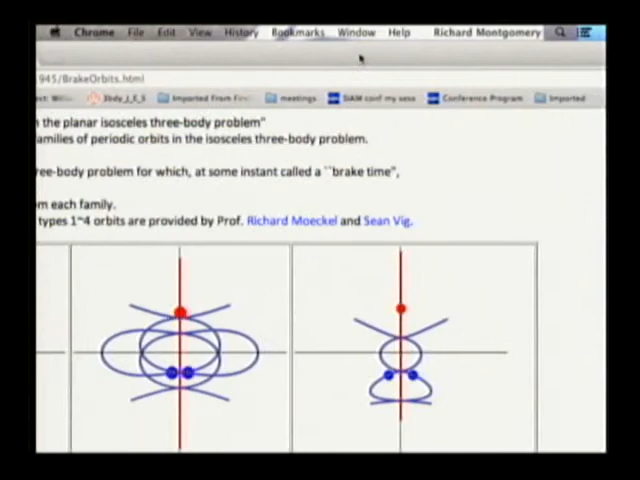 Chrome File Edit View History Bookmarks Window Help Richard Montgomery
945/BrakeOrbits.html
Imported From meetings SIAM conf my sess Conference Program Imported
n the planar isosceles three-body problem"
amilies of periodic orbits in the isosceles three-body problem.
ree-body problem for which, at some instant called a ``brake time",
m each family.
types 1~4 orbits are provided by Prof. Richard Moeckel and Sean Vig.